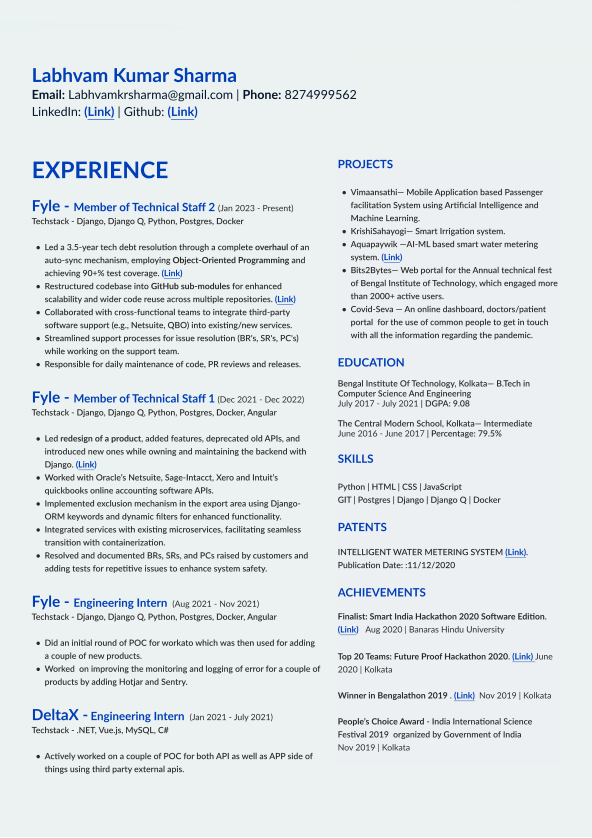 Labhvam Kumar Sharma
Email: Labhvamkrsharma@gmail.com | Phone: 8274999562
LinkedIn: (Link) | Github: (Link)
EXPERIENCE
Fyle - Member of Technical Staff 2 (Jan 2023 - Present)
Techstack - Django, Django Q, Python, Postgres, Docker
• Led a 3.5-year tech debt resolution through a complete overhaul of an
auto-sync mechanism, employing Object-Oriented Programming and
achieving 90+% test coverage. (Link)
• Restructured codebase into GitHub sub-modules for enhanced
scalability and wider code reuse across multiple repositories. (Link)
• Collaborated with cross-functional teams to integrate third-party
software support (e.g., Netsuite, QBO) into existing/new services.
• Streamlined support processes for issue resolution (BR's, SR's, PC's)
while working on the support team.
• Responsible for daily maintenance of code, PR reviews and releases.
Fyle - Member of Technical Staff 1 (Dec 2021 - Dec 2022)
Techstack - Django, Django Q, Python, Postgres, Docker, Angular
• Led redesign of a product, added features, deprecated old APIs, and
introduced new ones while owning and maintaining the backend with
Django. (Link)
• Worked with Oracle's Netsuite, Sage-Intacct, Xero and Intuit's
quickbooks online accounting software APIs.
• Implemented exclusion mechanism in the export area using Django-
ORM keywords and dynamic filters for enhanced functionality.
• Integrated services with existing microservices, facilitating seamless
transition with containerization.
• Resolved and documented BRs, SRs, and PCs raised by customers and
adding tests for repetitive issues to enhance system safety.
Fyle - Engineering Intern (Aug 2021 - Nov 2021)
Techstack - Django, Django Q, Python, Postgres, Docker, Angular
• Did an initial round of POC for workato which was then used for adding
a couple of new products.
• Worked on improving the monitoring and logging of error for a couple of
products by adding Hotjar and Sentry.
DeltaX - Engineering Intern (Jan 2021 - July 2021)
Techstack - .NET, Vue.js, MySQL, C#
• Actively worked on a couple of POC for both API as well as APP side of
things using third party external apis.
PROJECTS
• Vimaansathi— Mobile Application based Passenger
facilitation System using Artificial Intelligence and
Machine Learning.
• KrishiSahayogi— Smart Irrigation system.
• Aquapaywik —AI-ML based smart water metering
system. (Link)
• Bits2Bytes— Web portal for the Annual technical fest
of Bengal Institute of Technology, which engaged more
than 2000+ active users.
• Covid-Seva — An online dashboard, doctors/patient
portal for the use of common people to get in touch
with all the information regarding the pandemic.
EDUCATION
Bengal Institute Of Technology, Kolkata— B.Tech in
Computer Science And Engineering
July 2017 - July 2021 | DGPA: 9.08
The Central Modern School, Kolkata— Intermediate
June 2016 - June 2017 | Percentage: 79.5%
SKILLS
Python | HTML | CSS | JavaScript
GIT | Postgres | Django | Django Q | Docker
PATENTS
INTELLIGENT WATER METERING SYSTEM (Link).
Publication Date: :11/12/2020
ACHIEVEMENTS
Finalist: Smart India Hackathon 2020 Software Edition.
(Link) Aug 2020 | Banaras Hindu University
Top 20 Teams: Future Proof Hackathon 2020. (Link) June
2020 | Kolkata
Winner in Bengalathon 2019 . (Link) Nov 2019 | Kolkata
People's Choice Award - India International Science
Festival 2019 organized by Government of India
Nov 2019 | Kolkata